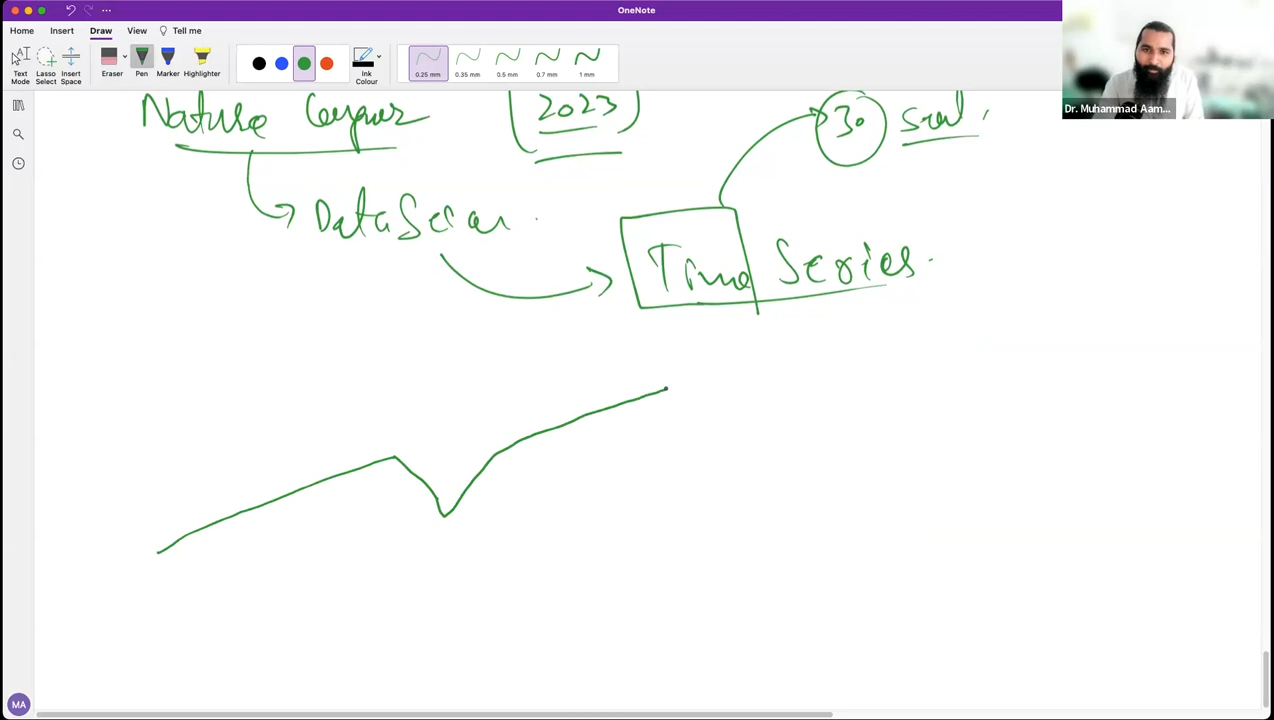 OneNote
Home Insert Draw View Tell me
Text Mode Lasso Select Insert Space Eraser Pen Marker Highlighter Ink Colour 0.25 mm 0.35 mm 0.5 mm 0.7 mm 1 mm
Dr. Muhammad Aam...
Nature (2023) 30
Time Series
MA